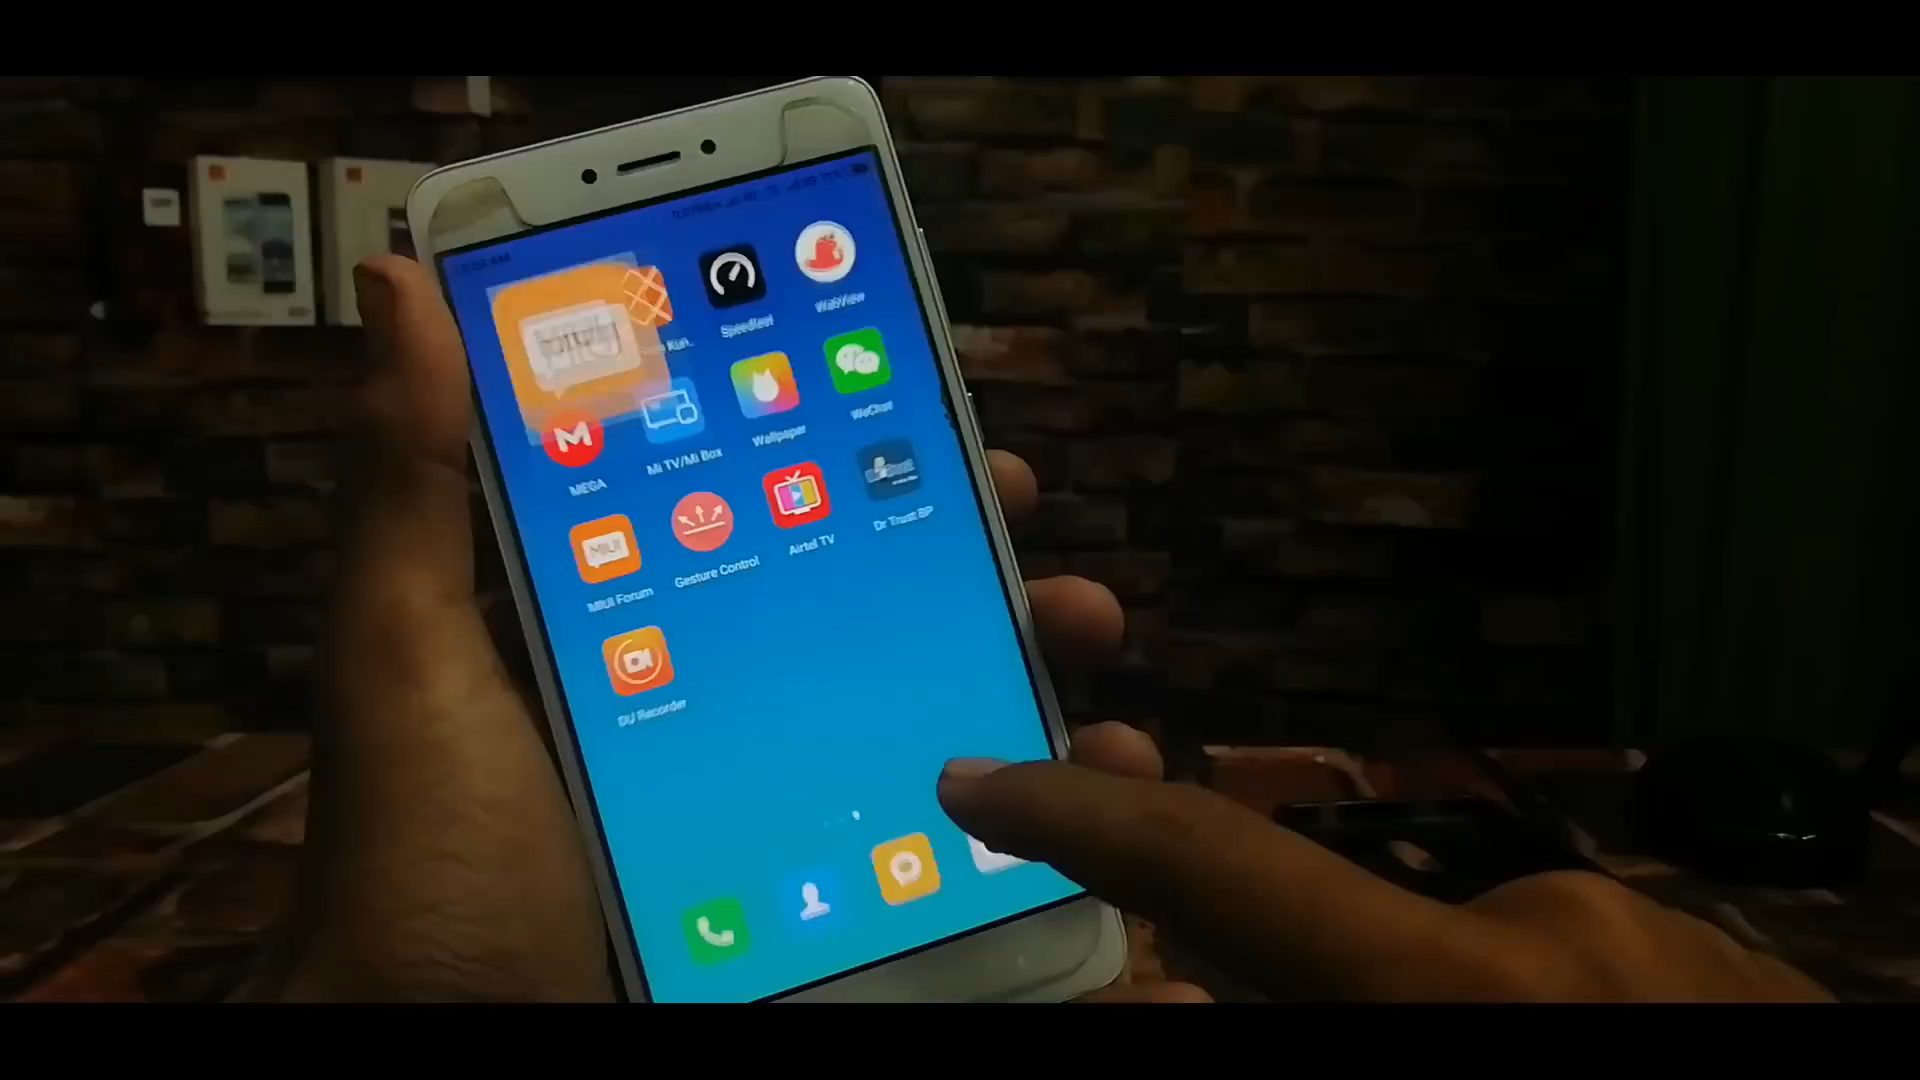 Speedtest
WabView
MEGA
Mi TV/Mi Box
Wallpaper
WeChat
MIUI
MIUI Forum
Gesture Control
Airtel TV
Dr Trust BP
DU Recorder